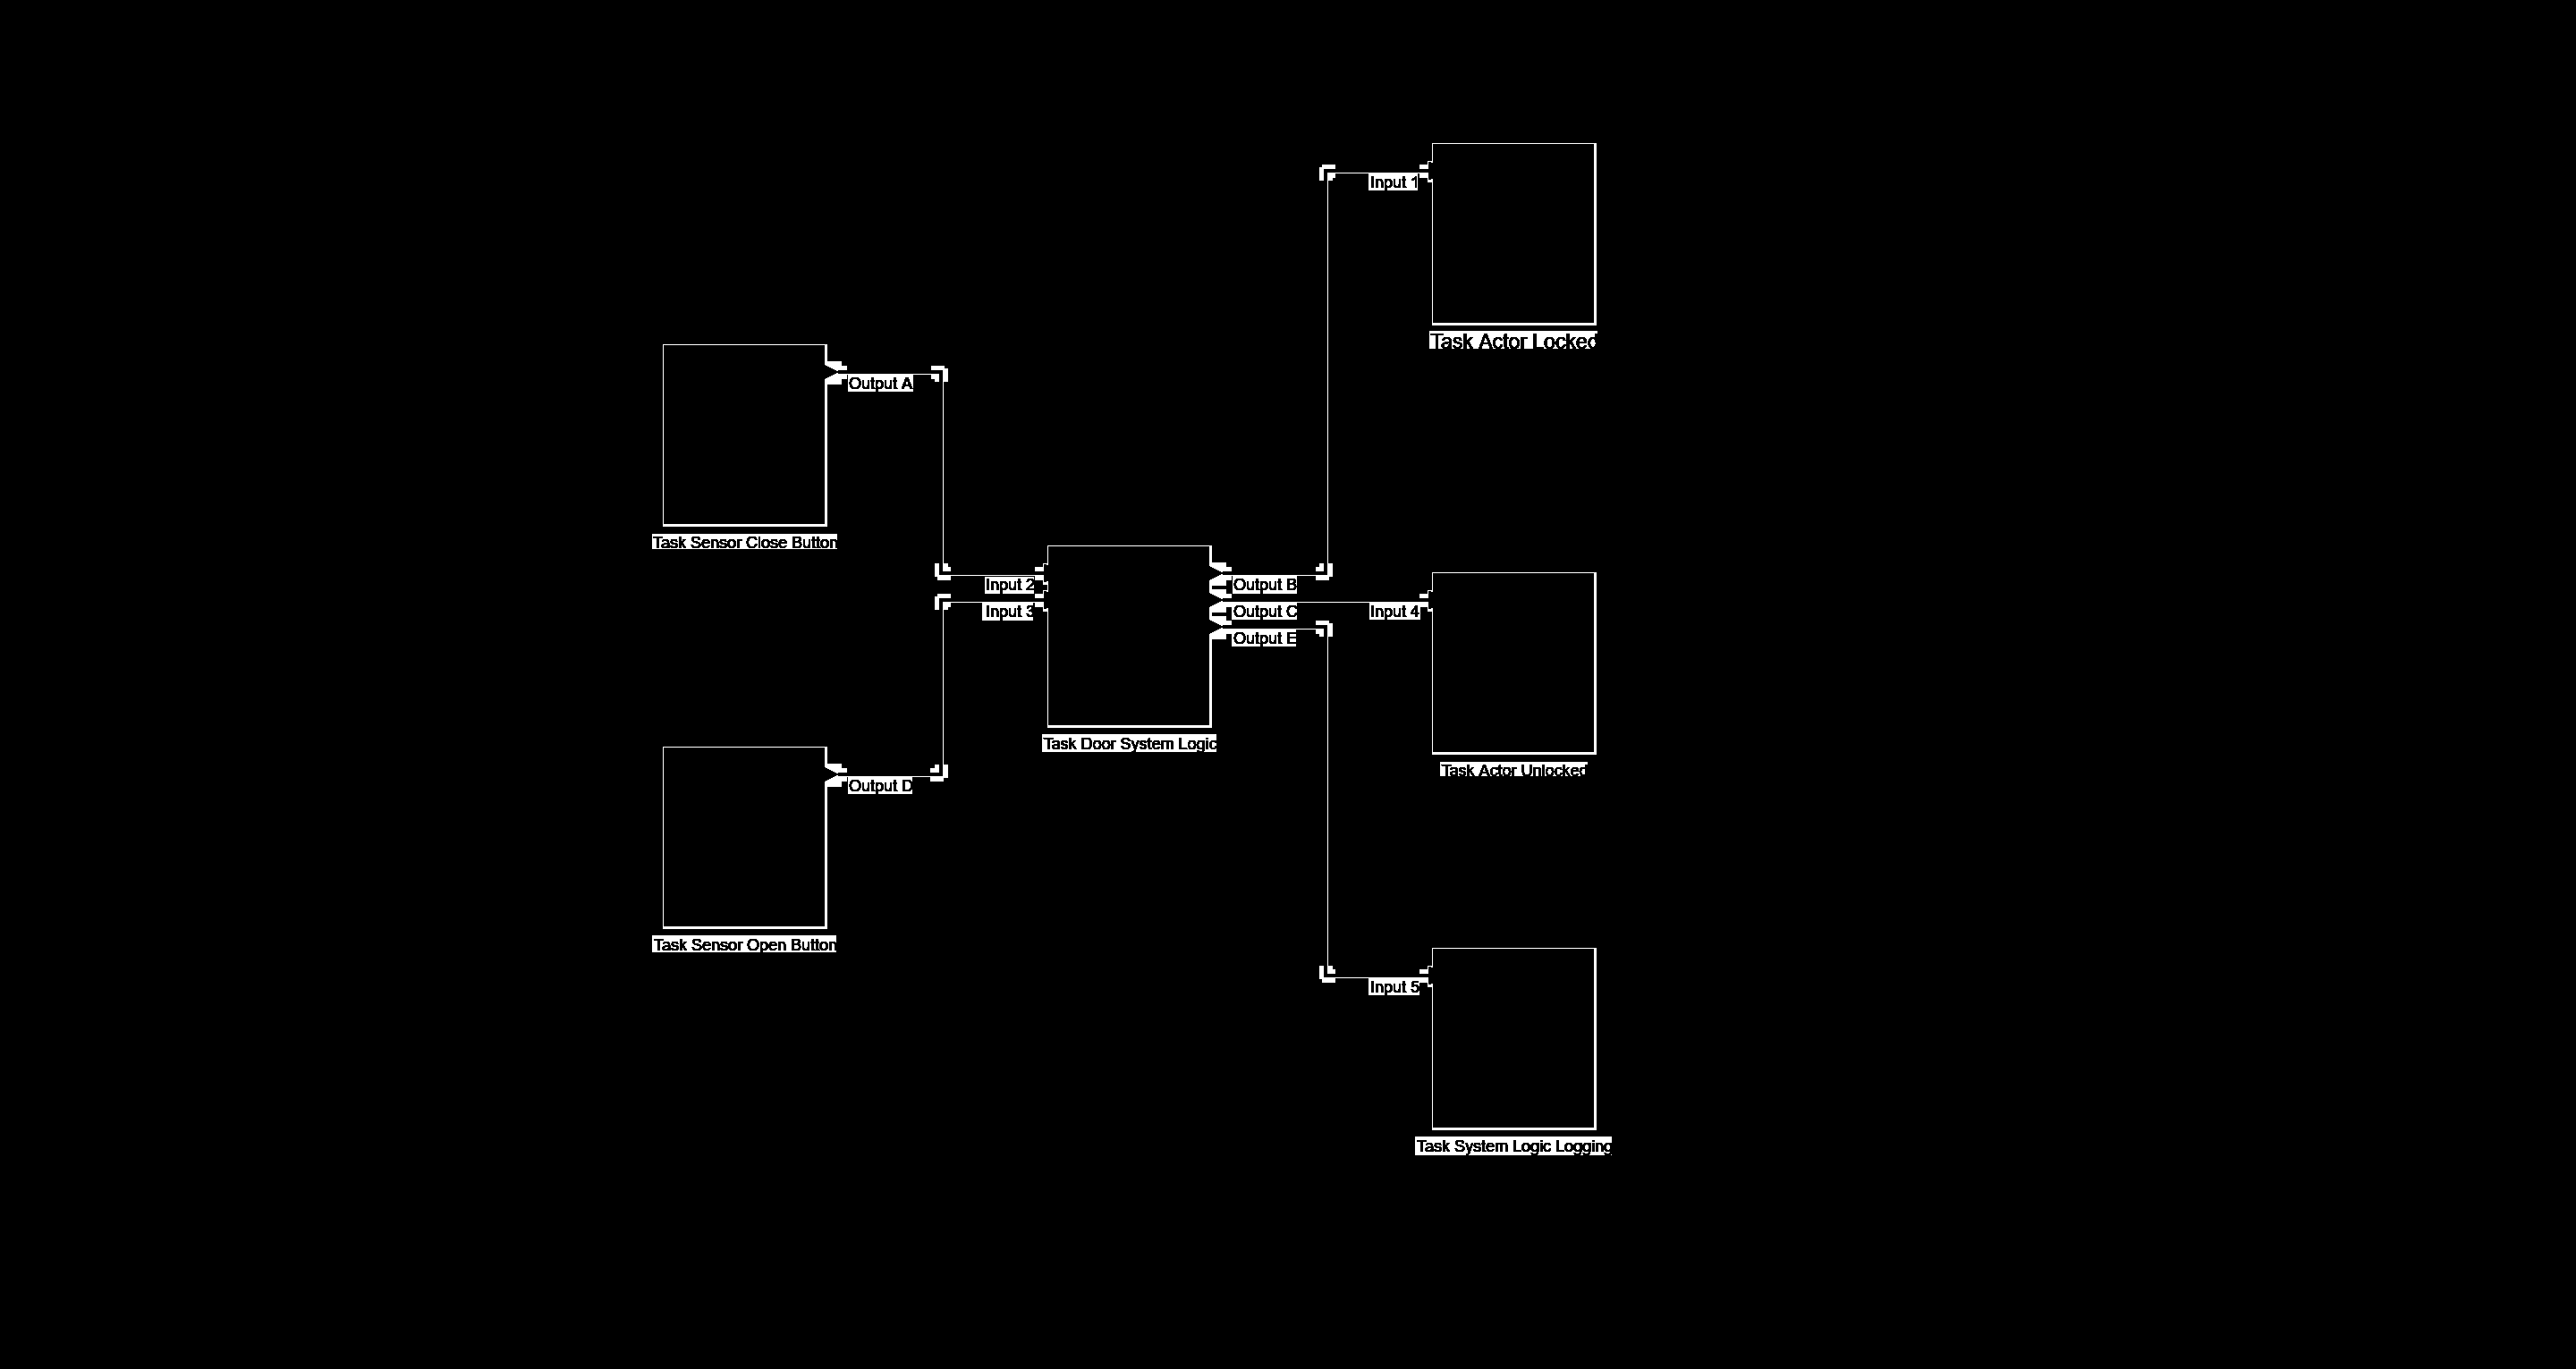 Input 1
Task Actor Locked
Output A
Task Sensor Close Button
Input 2
Output B
Input 3
Output C
Input 4
Output E
Task Door System Logic
Task Actor Unlocked
Output D
Task Sensor Open Button
Input 5
Task System Logic Logging